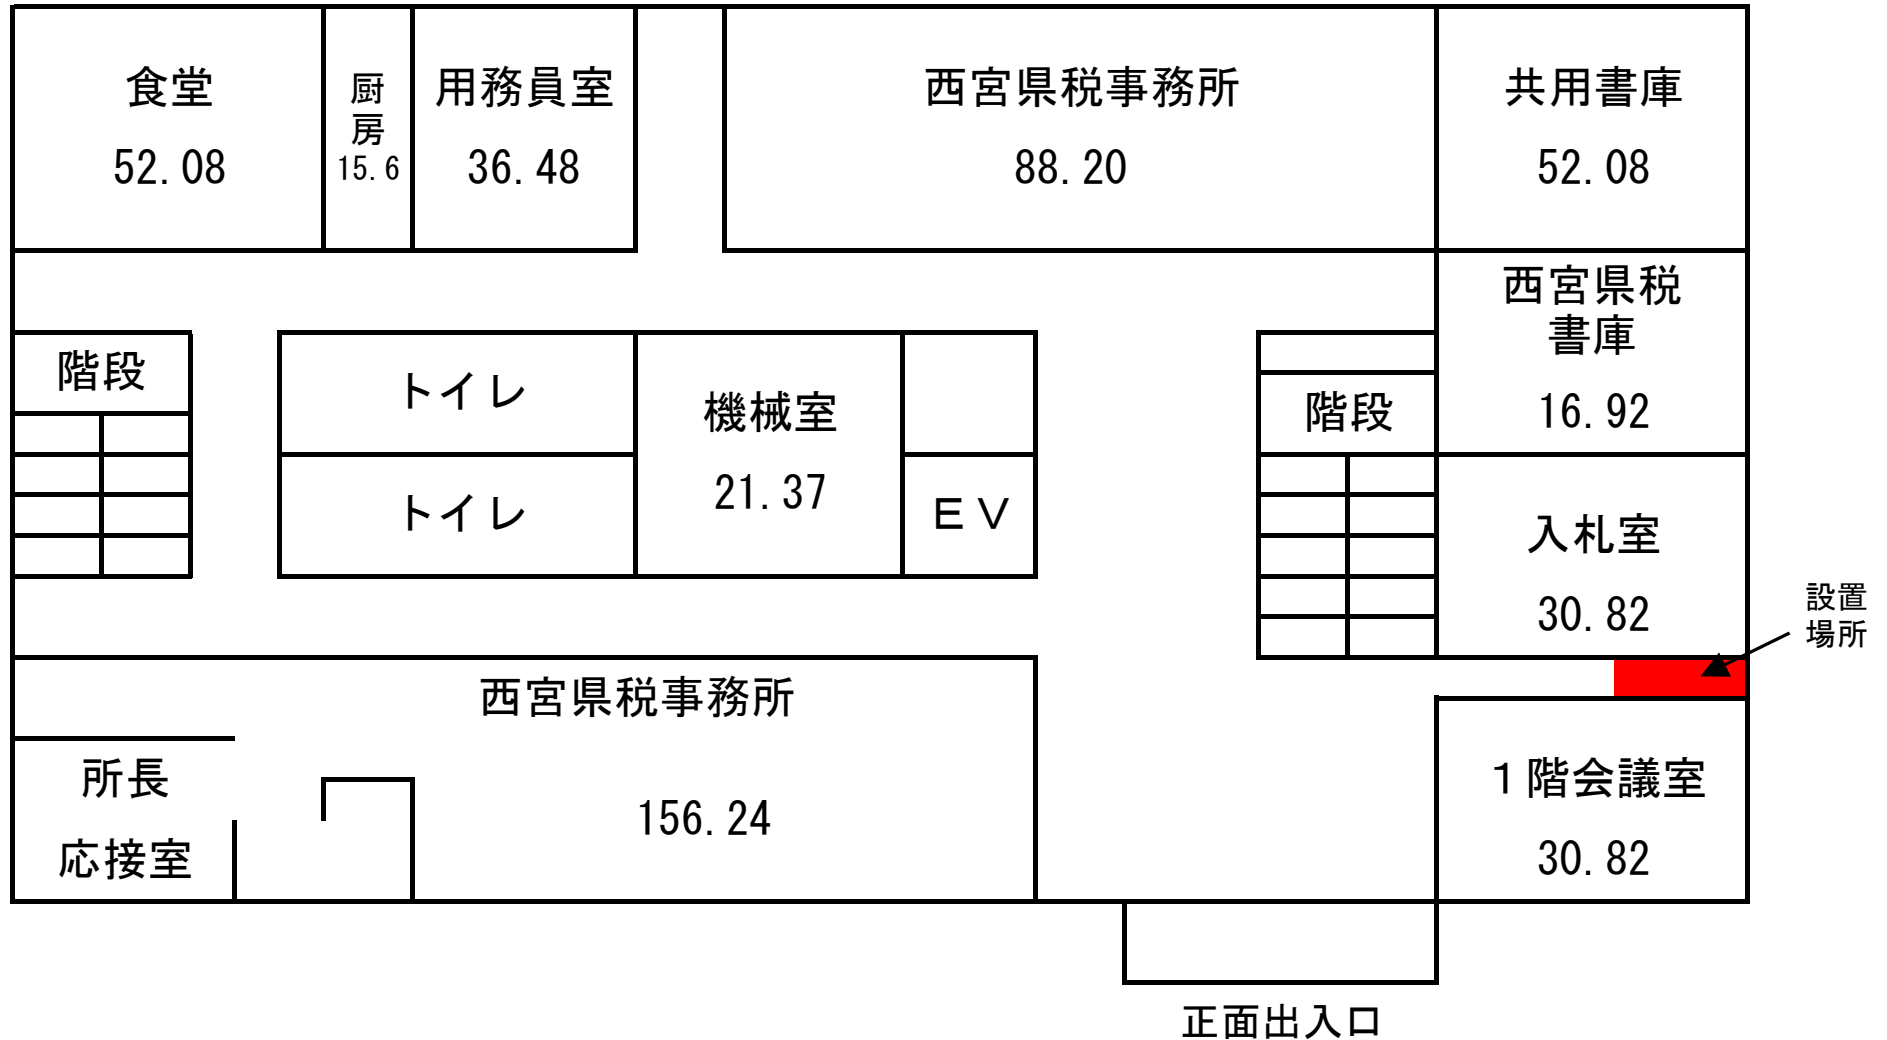 食堂
52.08
厨房
15.6
用務員室
36.48
西宮県税事務所
88.20
共用書庫
52.08
西宮県税
書庫
16.92
階段
トイレ
トイレ
機械室
21.37
ＥＶ
階段
入札室
30.82
設置
場所
西宮県税事務所
156.24
所長
応接室
１階会議室
30.82
正面出入口